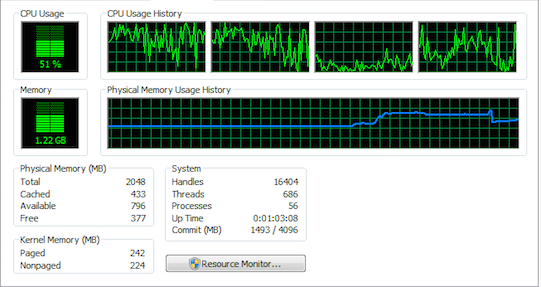 CPU Usage
CPU Usage History
51 %
Memory
Physical Memory Usage History
1.22 GB
Physical Memory (MB)
Total 2048
Cached 433
Available 796
Free 377
System
Handles 16404
Threads 686
Processes 56
Up Time 0:01:03:08
Commit (MB) 1493 / 4096
Kernel Memory (MB)
Paged 242
Nonpaged 224
Resource Monitor...